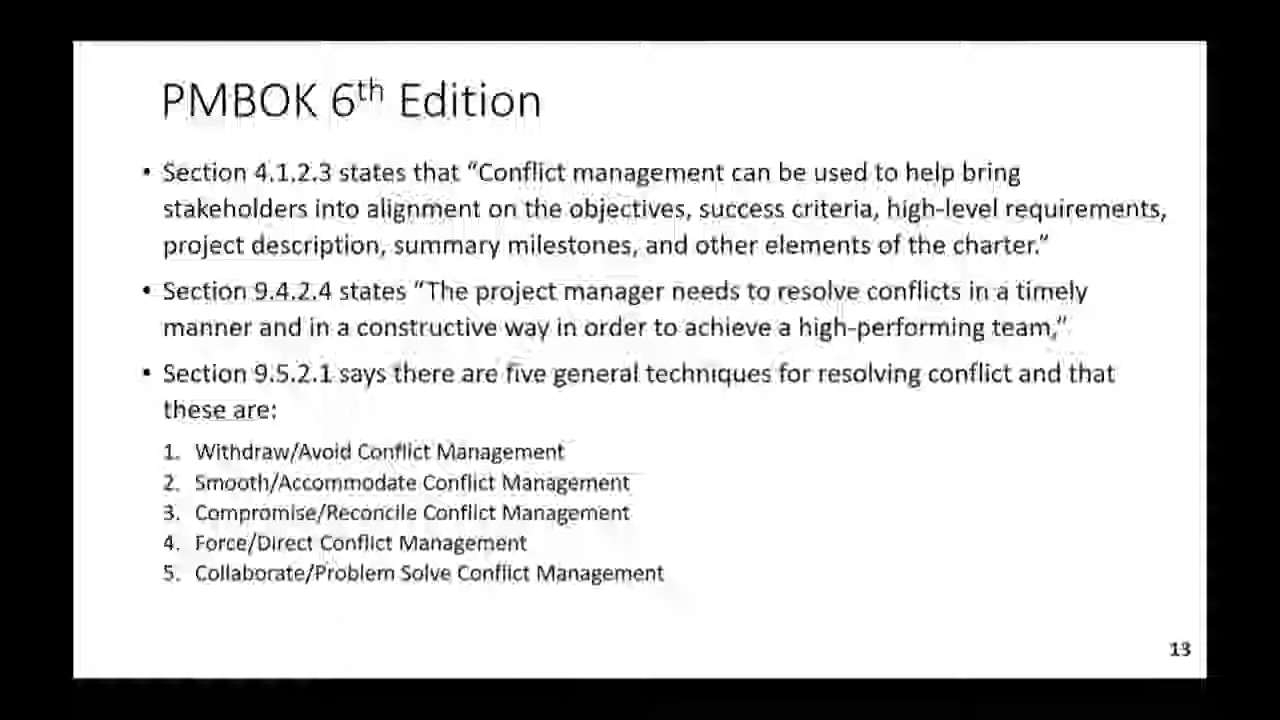 PMBOK 6th Edition
• Section 4.1.2.3 states that “Conflict management can be used to help bring
stakeholders into alignment on the objectives, success criteria, high-level requirements,
project description, summary milestones, and other elements of the charter.”
• Section 9.4.2.4 states “The project manager needs to resolve conflicts in a timely
manner and in a constructive way in order to achieve a high-performing team,”
• Section 9.5.2.1 says there are five general techniques for resolving conflict and that
these are:
1. Withdraw/Avoid Conflict Management
2. Smooth/Accommodate Conflict Management
3. Compromise/Reconcile Conflict Management
4. Force/Direct Conflict Management
5. Collaborate/Problem Solve Conflict Management
13